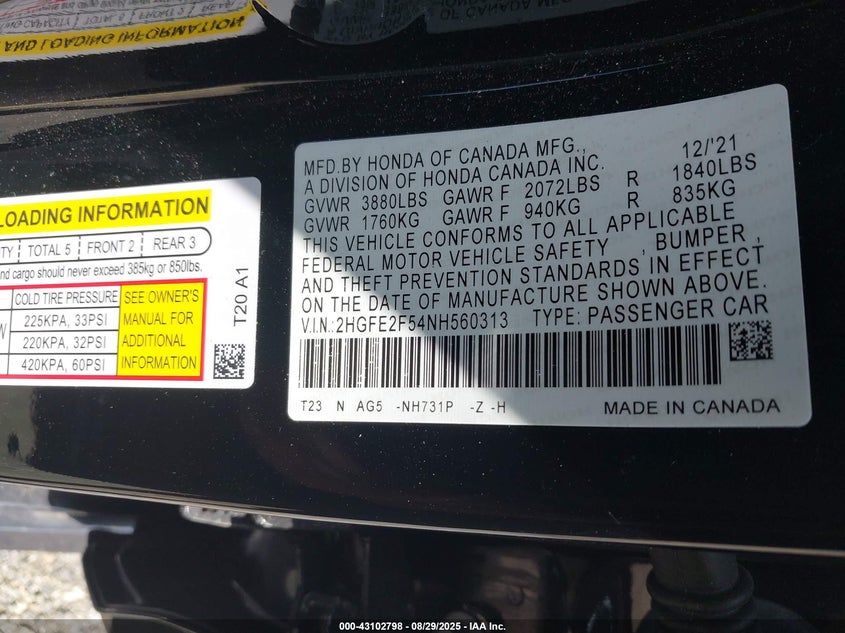 AND LOADING INFORMATION
LOADING INFORMATION
TOTAL 5 FRONT 2 REAR 3
and cargo should never exceed 385kg or 850lbs.
COLD TIRE PRESSURE SEE OWNER'S
225KPA, 33PSI MANUAL FOR
220KPA, 32PSI ADDITIONAL
420KPA, 60PSI INFORMATION
T20 A1
MFD.BY HONDA OF CANADA MFG., 12/'21
A DIVISION OF HONDA CANADA INC.
GVWR 3880LBS GAWR F 2072LBS R 1840LBS
GVWR 1760KG GAWR F 940KG R 835KG
THIS VEHICLE CONFORMS TO ALL APPLICABLE
FEDERAL MOTOR VEHICLE SAFETY , BUMPER ,
AND THEFT PREVENTION STANDARDS IN EFFECT
ON THE DATE OF MANUFACTURE SHOWN ABOVE.
V.I.N.:2HGFE2F54NH560313 TYPE: PASSENGER CAR
T23 N AG5 -NH731P -Z -H MADE IN CANADA
000-43102798 - 08/29/2025 - IAA Inc.